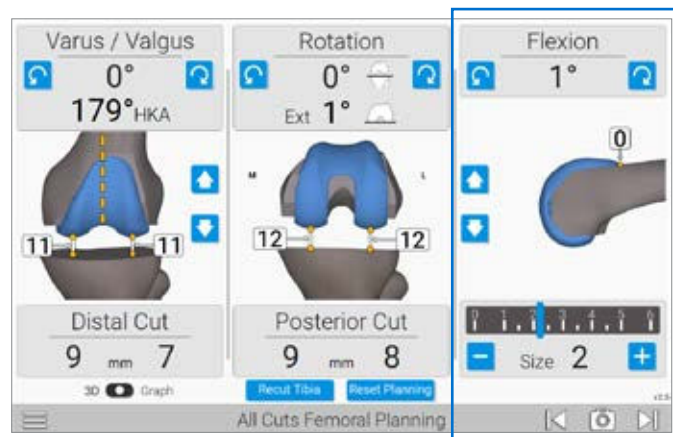 Varus / Valgus
0°
179°HKA
11 11
Distal Cut
9 mm 7
3D Graph
Rotation
0°
Ext 1°
M L
12 12
Posterior Cut
9 mm 8
Recut Tibia Reset Planning
Flexion
1°
0
0 1 2 3 4 5 6
Size 2
All Cuts Femoral Planning